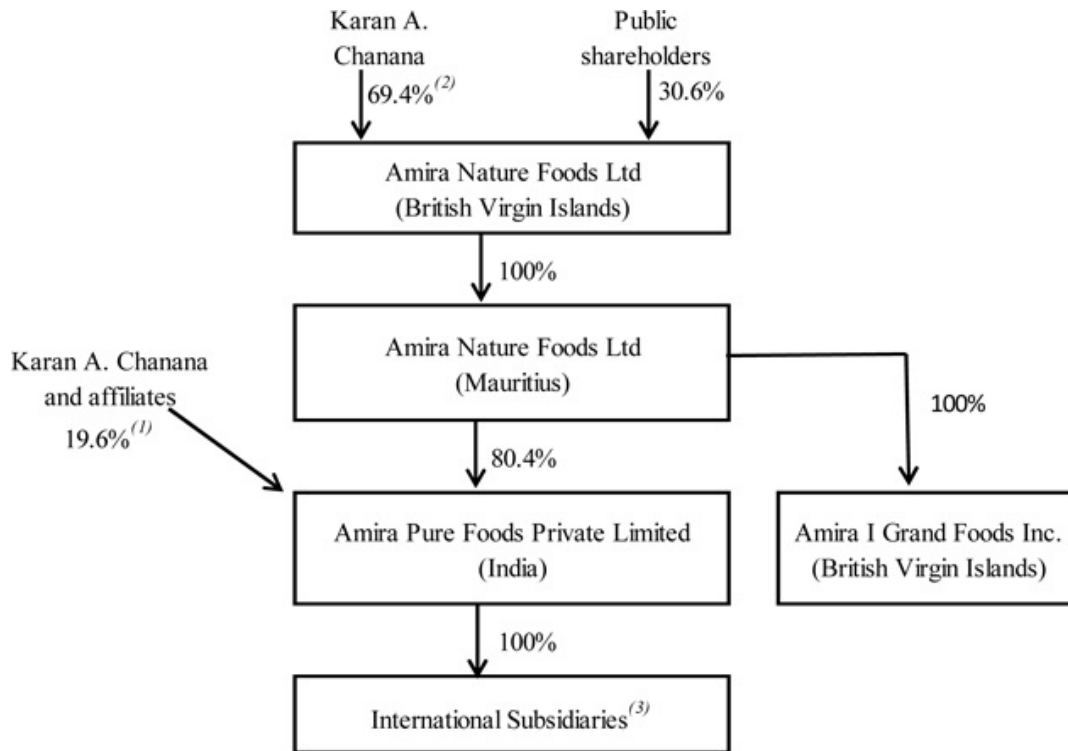 Karan A.
Chanana
69.4%(2)
Public
shareholders
30.6%
Amira Nature Foods Ltd
(British Virgin Islands)
100%
Amira Nature Foods Ltd
(Mauritius)
Karan A. Chanana
and affiliates
19.6%(1)
80.4%
100%
Amira Pure Foods Private Limited
(India)
Amira I Grand Foods Inc.
(British Virgin Islands)
100%
International Subsidiaries(3)